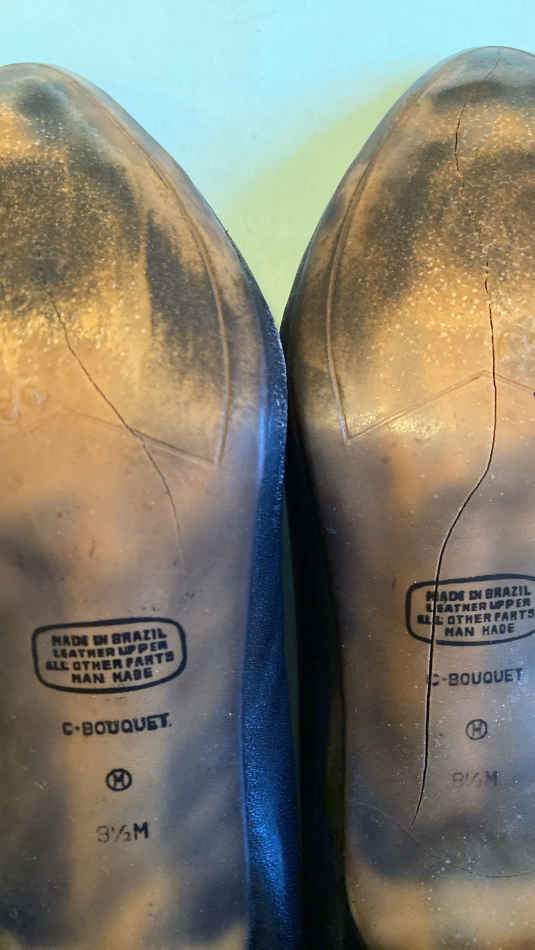 MADE IN BRAZIL
LEATHER UPPER
ALL OTHER PARTS
MAN MADE
C-BOUQUET.
M
8½M
MADE IN BRAZIL
LEATHER UPPER
ALL OTHER PARTS
MAN MADE
C-BOUQUET
M
8½M